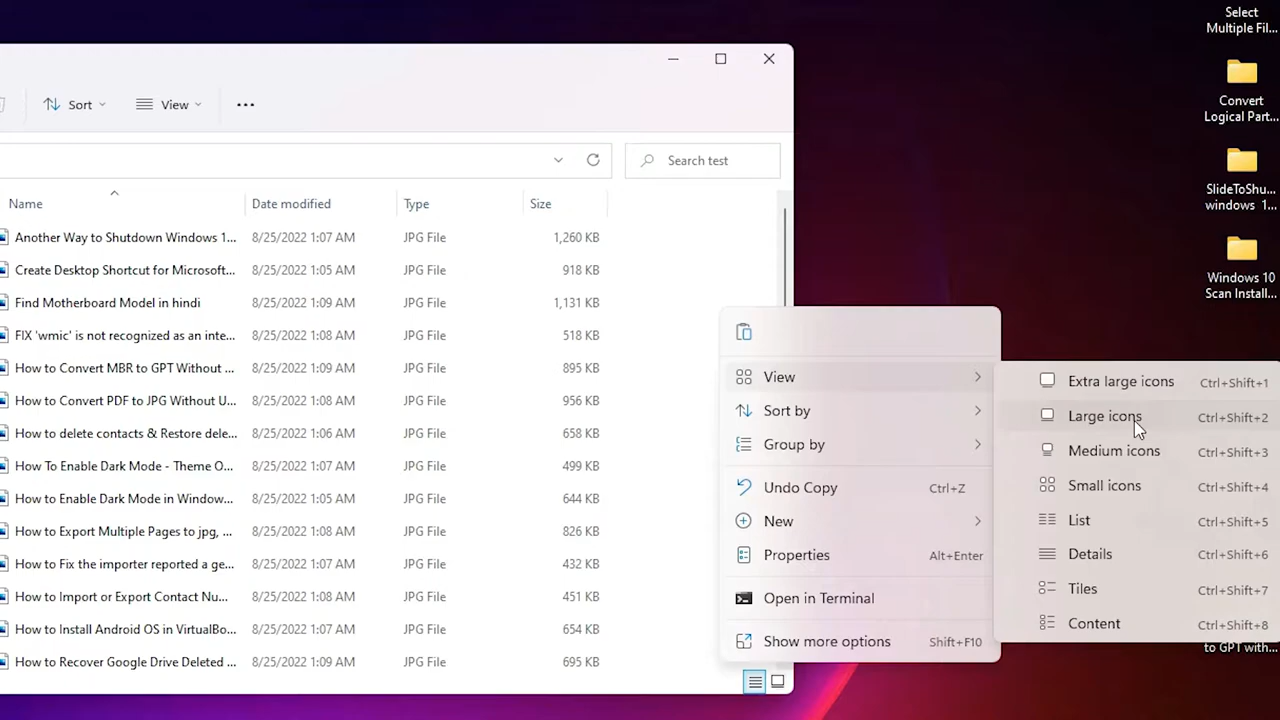 Select
Multiple Fil...
Convert
Logical Part...
SlideToShu...
windows 1...
Windows 10
Scan Install...
Sort
View
Search test
Name Date modified Type Size
Another Way to Shutdown Windows 1... 8/25/2022 1:07 AM JPG File 1,260 KB
Create Desktop Shortcut for Microsoft... 8/25/2022 1:05 AM JPG File 918 KB
Find Motherboard Model in hindi 8/25/2022 1:09 AM JPG File 1,131 KB
FIX 'wmic' is not recognized as an inte... 8/25/2022 1:08 AM JPG File 518 KB
How to Convert MBR to GPT Without ... 8/25/2022 1:09 AM JPG File 895 KB
How to Convert PDF to JPG Without U... 8/25/2022 1:09 AM JPG File 956 KB
How to delete contacts & Restore dele... 8/25/2022 1:09 AM JPG File 658 KB
How To Enable Dark Mode - Theme O... 8/25/2022 1:09 AM JPG File 499 KB
How to Enable Dark Mode in Window... 8/25/2022 1:05 AM JPG File 644 KB
How to Export Multiple Pages to jpg, ... 8/25/2022 1:08 AM JPG File 826 KB
How to Fix the importer reported a ge... 8/25/2022 1:09 AM JPG File 432 KB
How to Import or Export Contact Nu... 8/25/2022 1:08 AM JPG File 451 KB
How to Install Android OS in VirtualBo... 8/25/2022 1:07 AM JPG File 654 KB
How to Recover Google Drive Deleted ... 8/25/2022 1:09 AM JPG File 695 KB
View
Sort by
Group by
Undo Copy Ctrl+Z
New
Properties Alt+Enter
Open in Terminal
Show more options Shift+F10
Extra large icons Ctrl+Shift+1
Large icons Ctrl+Shift+2
Medium icons Ctrl+Shift+3
Small icons Ctrl+Shift+4
List Ctrl+Shift+5
Details Ctrl+Shift+6
Tiles Ctrl+Shift+7
Content Ctrl+Shift+8
to GPT with...